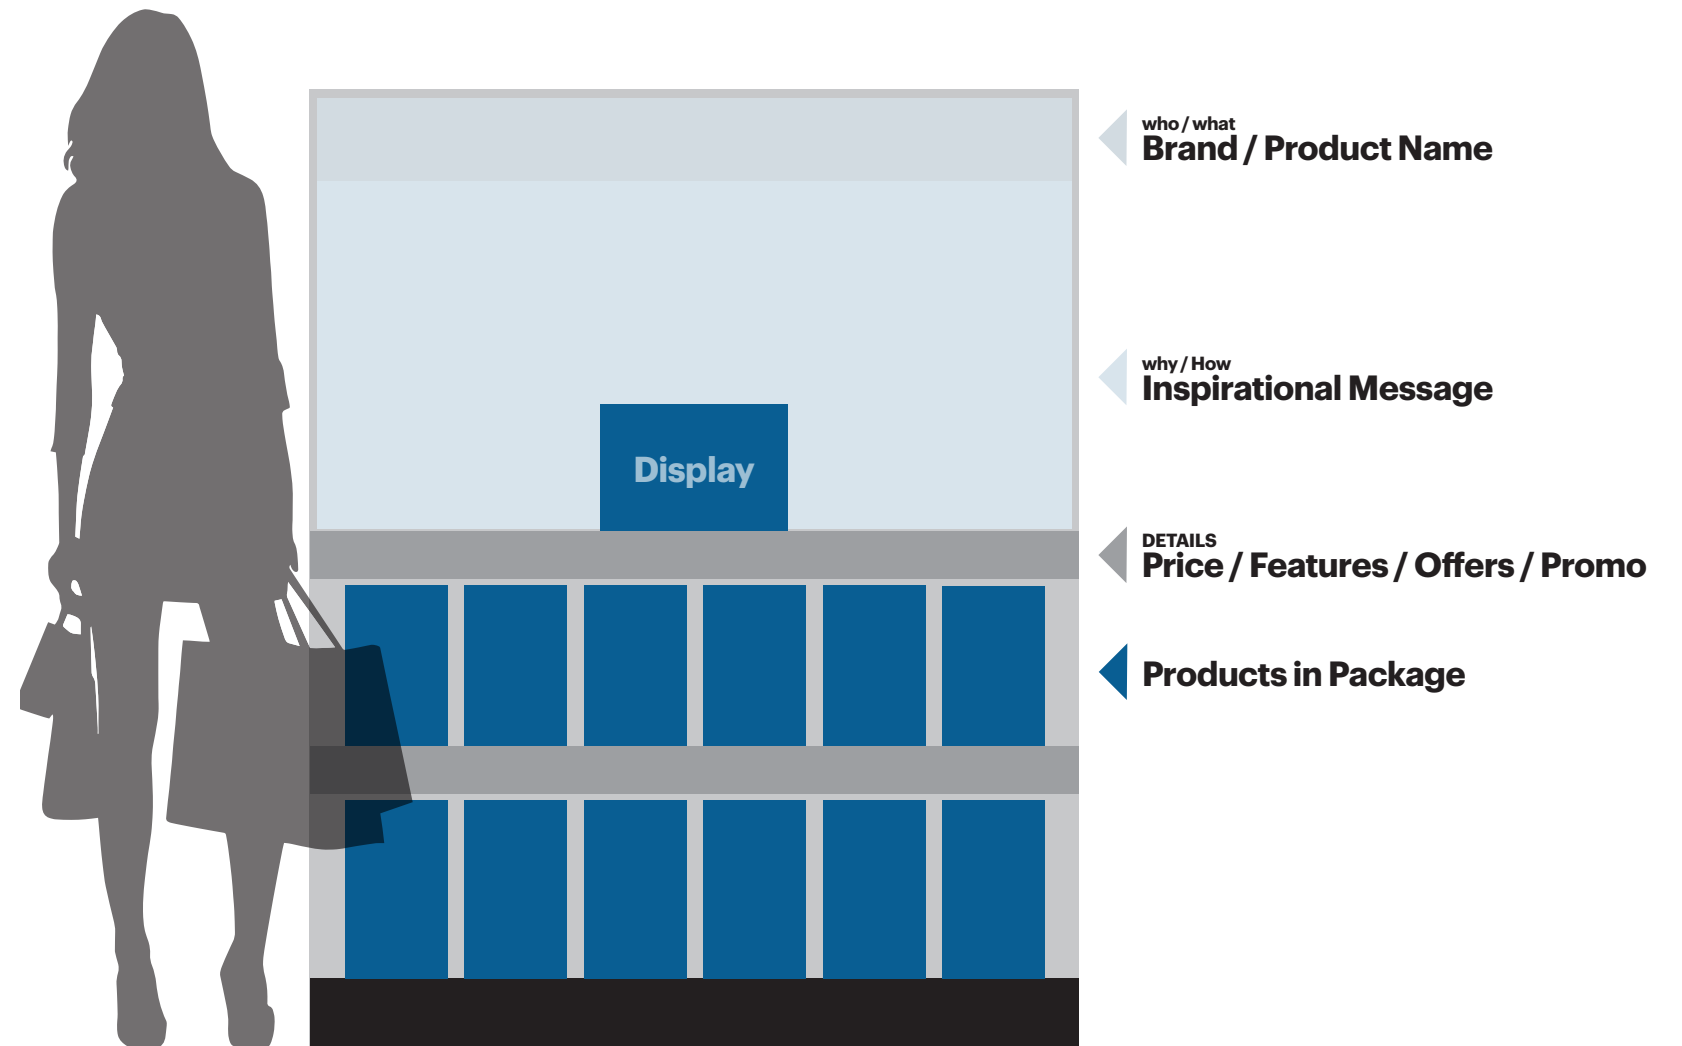 who / what
Brand / Product Name
why / How
Inspirational Message
Display
DETAILS
Price / Features / Offers / Promo
Products in Package